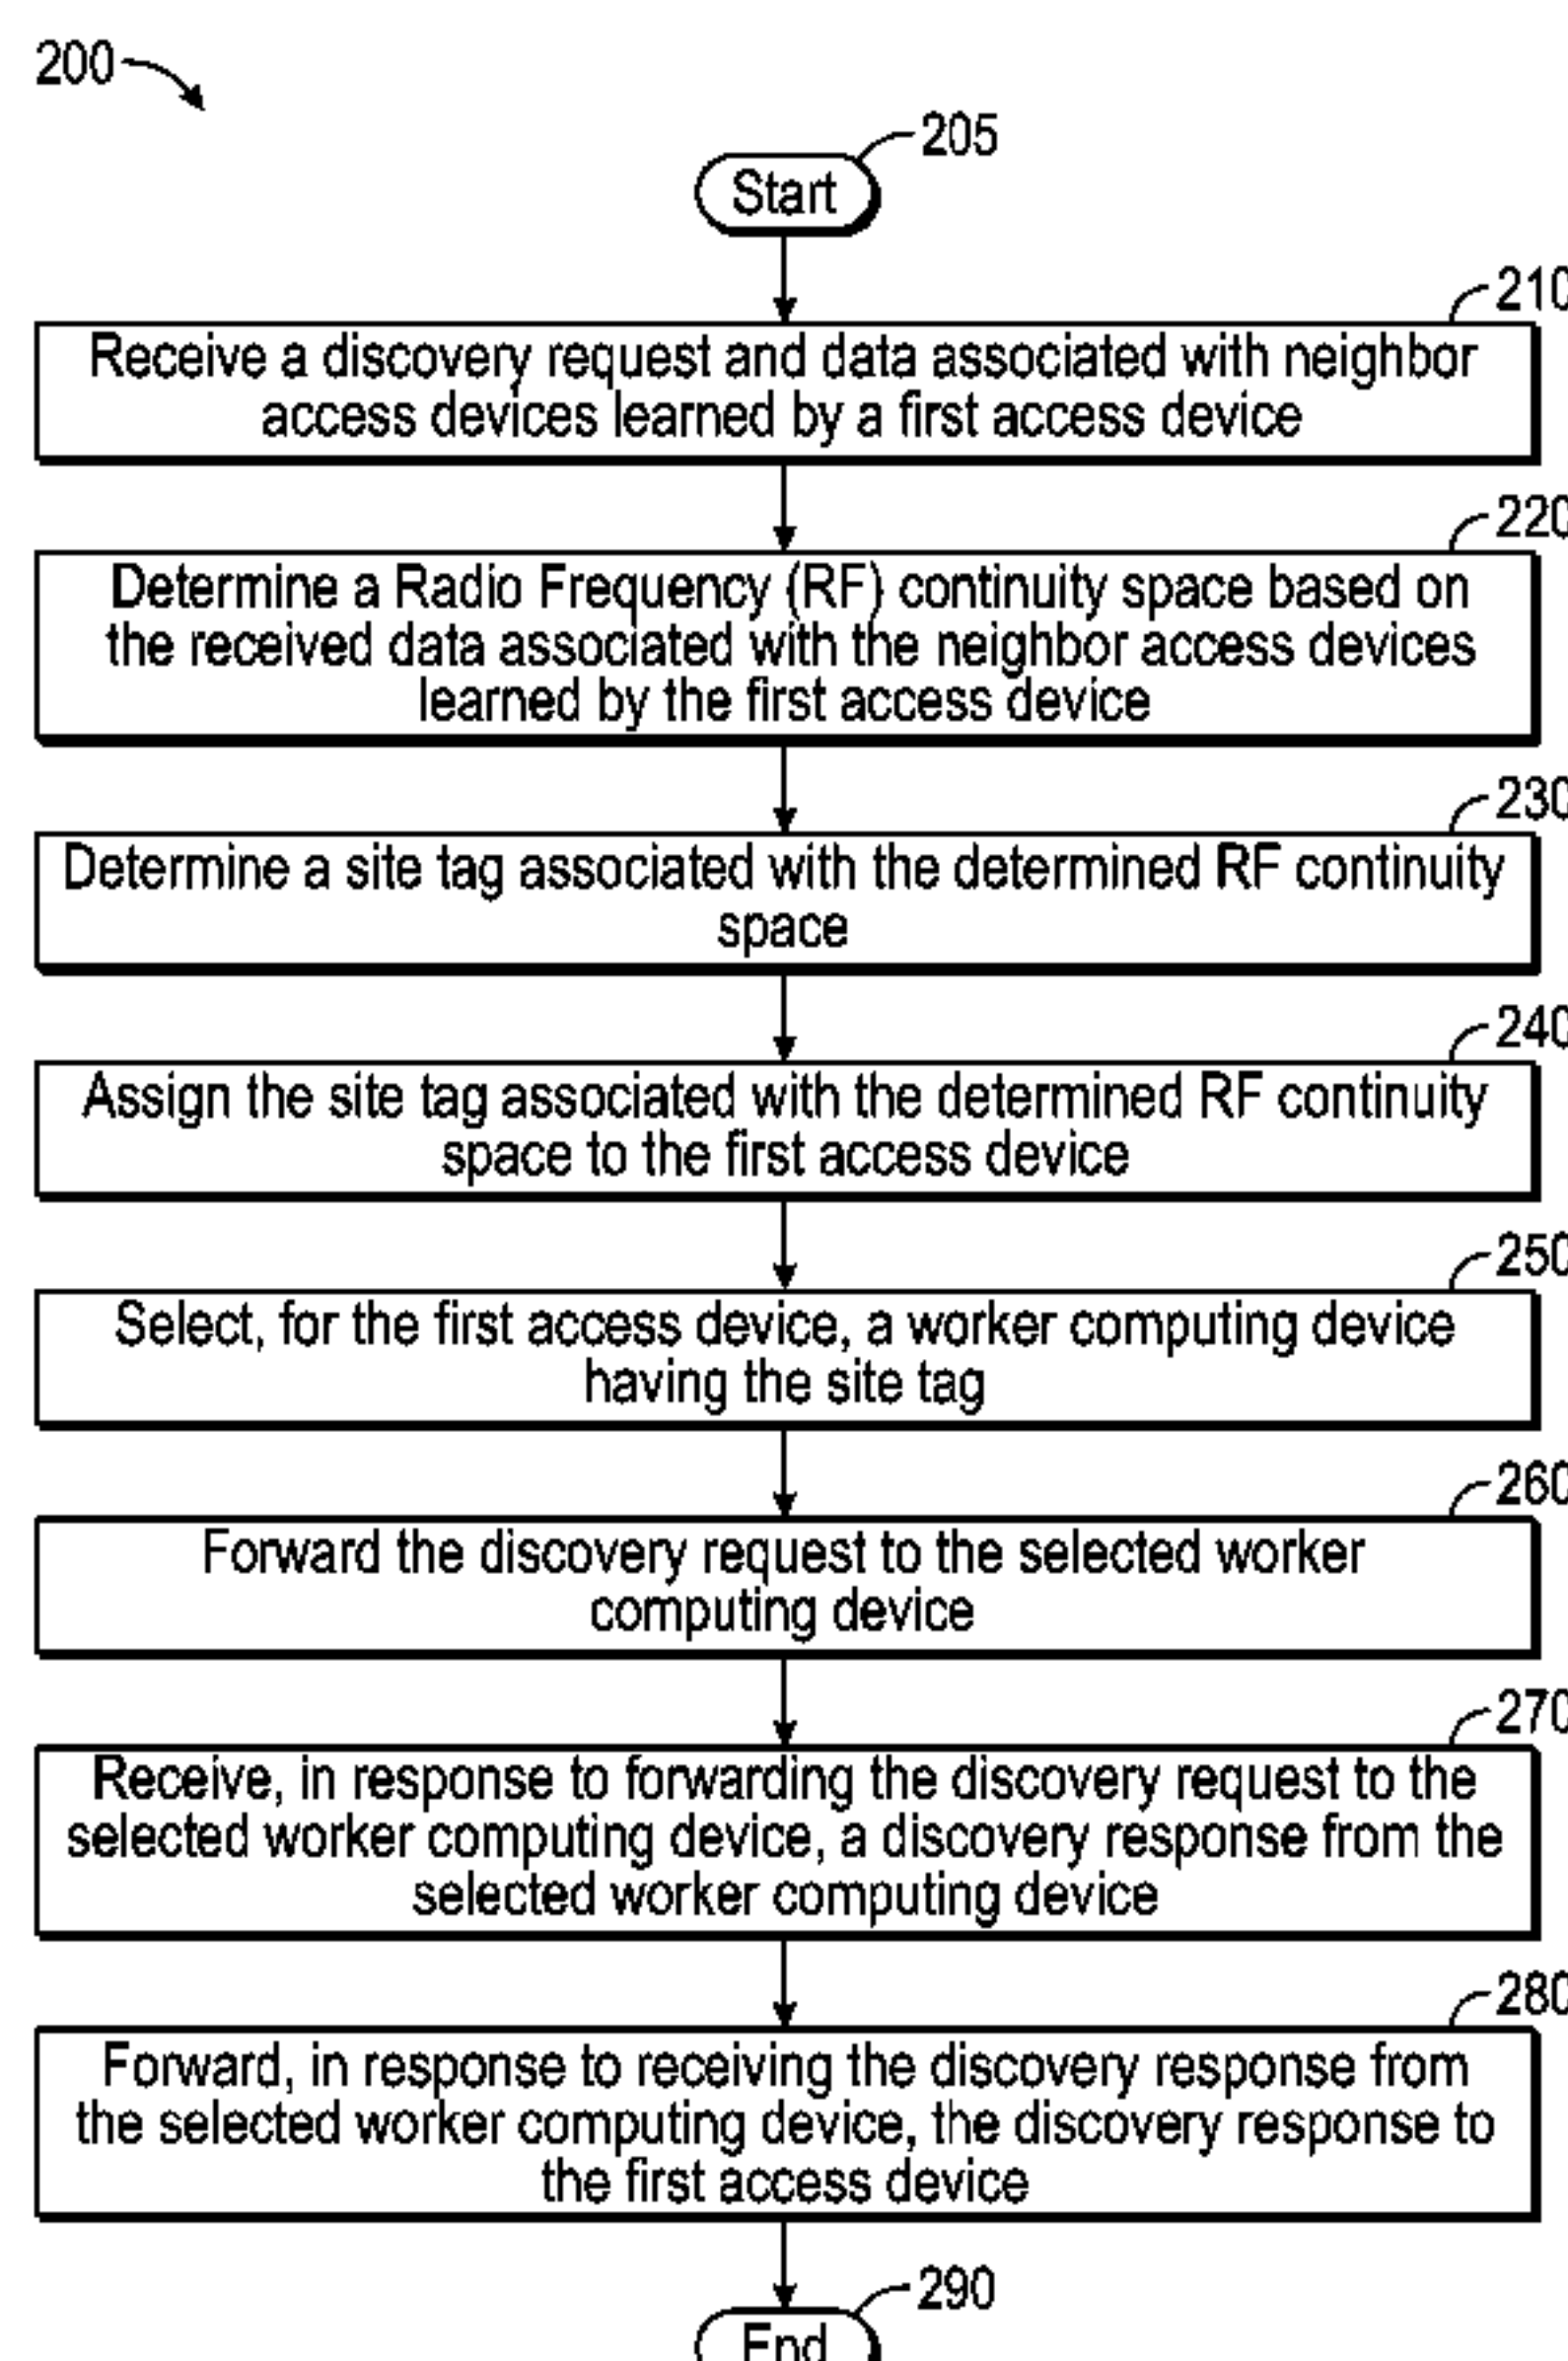 200
205
Start
210
Receive a discovery request and data associated with neighbor
access devices learned by a first access device
220
Determine a Radio Frequency (RF) continuity space based on
the received data associated with the neighbor access devices
learned by the first access device
230
Determine a site tag associated with the determined RF continuity
space
240
Assign the site tag associated with the determined RF continuity
space to the first access device
250
Select, for the first access device, a worker computing device
having the site tag
260
Forward the discovery request to the selected worker
computing device
270
Receive, in response to forwarding the discovery request to the
selected worker computing device, a discovery response from the
selected worker computing device
280
Forward, in response to receiving the discovery response from
the selected worker computing device, the discovery response to
the first access device
290
End